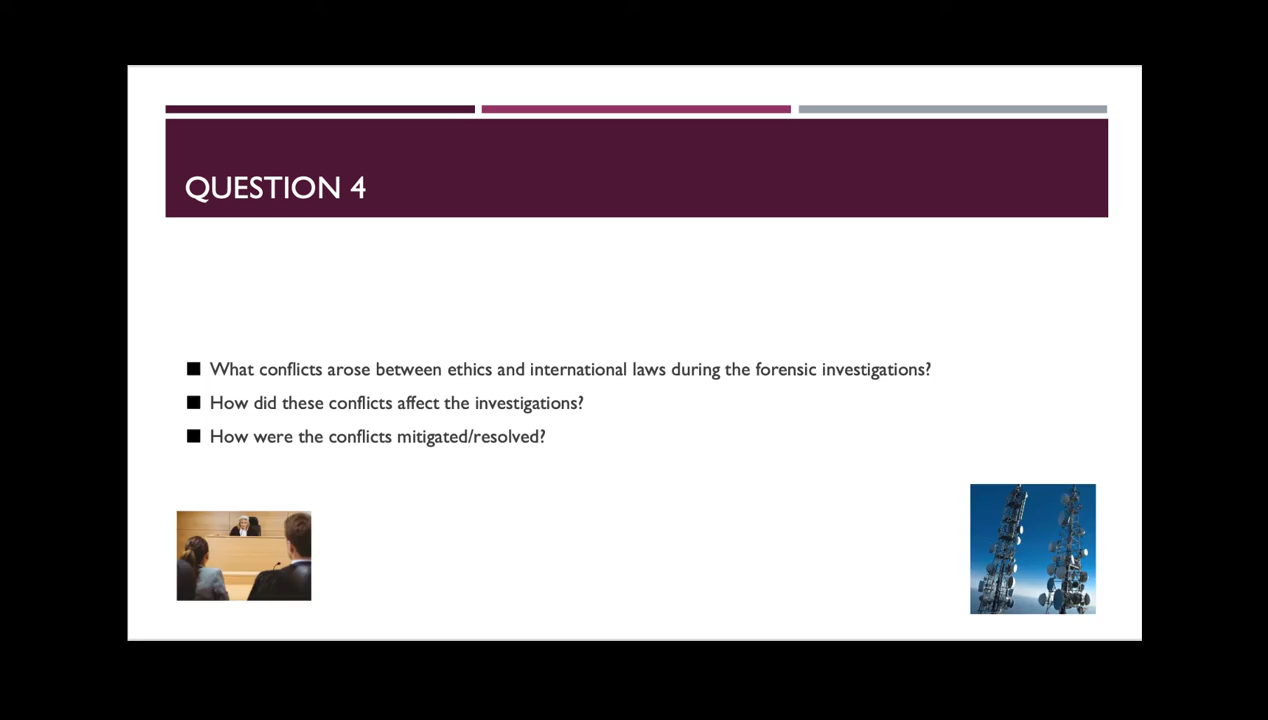 QUESTION 4
What conflicts arose between ethics and international laws during the forensic investigations?
How did these conflicts affect the investigations?
How were the conflicts mitigated/resolved?